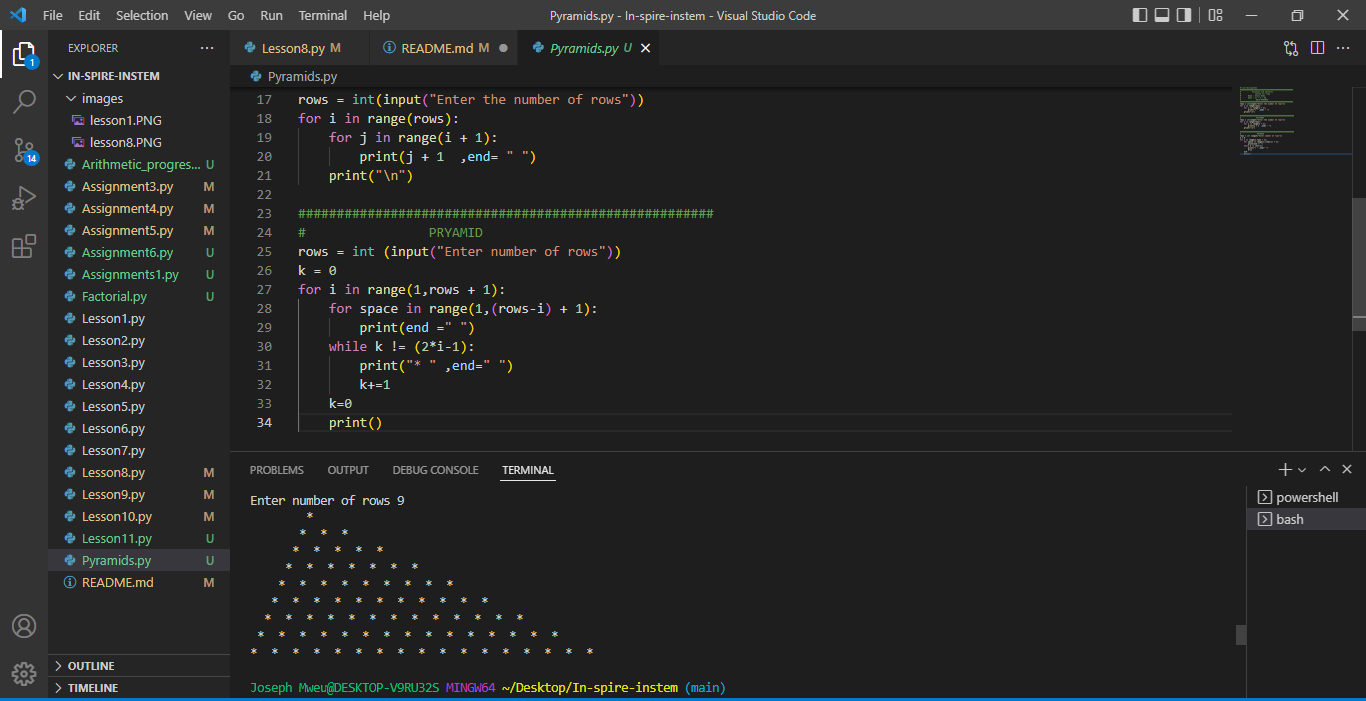 File Edit Selection View Go Run Terminal Help Pyramids.py - In-spire-instem - Visual Studio Code
EXPLORER ···
Lesson8.py M README.md M Pyramids.py U
IN-SPIRE-INSTEM
Pyramids.py
images
lesson1.PNG
lesson8.PNG
Arithmetic_progres... U
Assignment3.py M
Assignment4.py M
Assignment5.py M
Assignment6.py U
Assignments1.py U
Factorial.py U
Lesson1.py
Lesson2.py
Lesson3.py
Lesson4.py
Lesson5.py
Lesson6.py
Lesson7.py
Lesson8.py M
Lesson9.py M
Lesson10.py M
Lesson11.py U
Pyramids.py U
README.md M
OUTLINE
TIMELINE
1
14
17 rows = int(input("Enter the number of rows"))
18 for i in range(rows):
19     for j in range(i + 1):
20         print(j + 1  ,end= " ")
21     print("\n")
22
23 ######################################################
24 #                PRYAMID
25 rows = int (input("Enter number of rows"))
26 k = 0
27 for i in range(1,rows + 1):
28     for space in range(1,(rows-i) + 1):
29         print(end =" ")
30     while k != (2*i-1):
31         print("* " ,end=" ")
32         k+=1
33     k=0
34     print()
PROBLEMS OUTPUT DEBUG CONSOLE TERMINAL
powershell
bash
Enter number of rows 9
        *
       *  *  *
      *  *  *  *  *
     *  *  *  *  *  *  *
    *  *  *  *  *  *  *  *  *
   *  *  *  *  *  *  *  *  *  *  *
  *  *  *  *  *  *  *  *  *  *  *  *  *
 *  *  *  *  *  *  *  *  *  *  *  *  *  *  *
*  *  *  *  *  *  *  *  *  *  *  *  *  *  *  *  *
Joseph Mweu@DESKTOP-V9RU32S MINGW64 ~/Desktop/In-spire-instem (main)